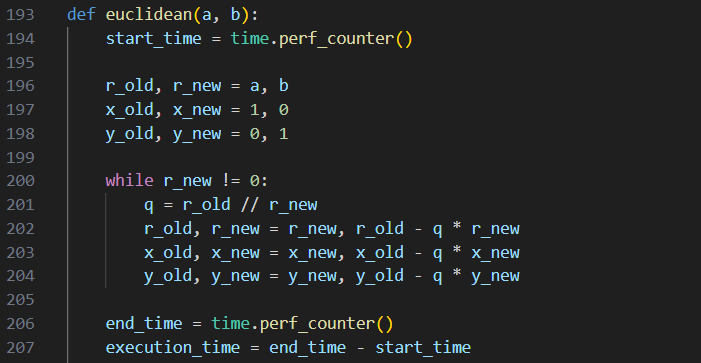 193 def euclidean(a, b):
194     start_time = time.perf_counter()
195
196     r_old, r_new = a, b
197     x_old, x_new = 1, 0
198     y_old, y_new = 0, 1
199
200     while r_new != 0:
201         q = r_old // r_new
202         r_old, r_new = r_new, r_old - q * r_new
203         x_old, x_new = x_new, x_old - q * x_new
204         y_old, y_new = y_new, y_old - q * y_new
205
206     end_time = time.perf_counter()
207     execution_time = end_time - start_time